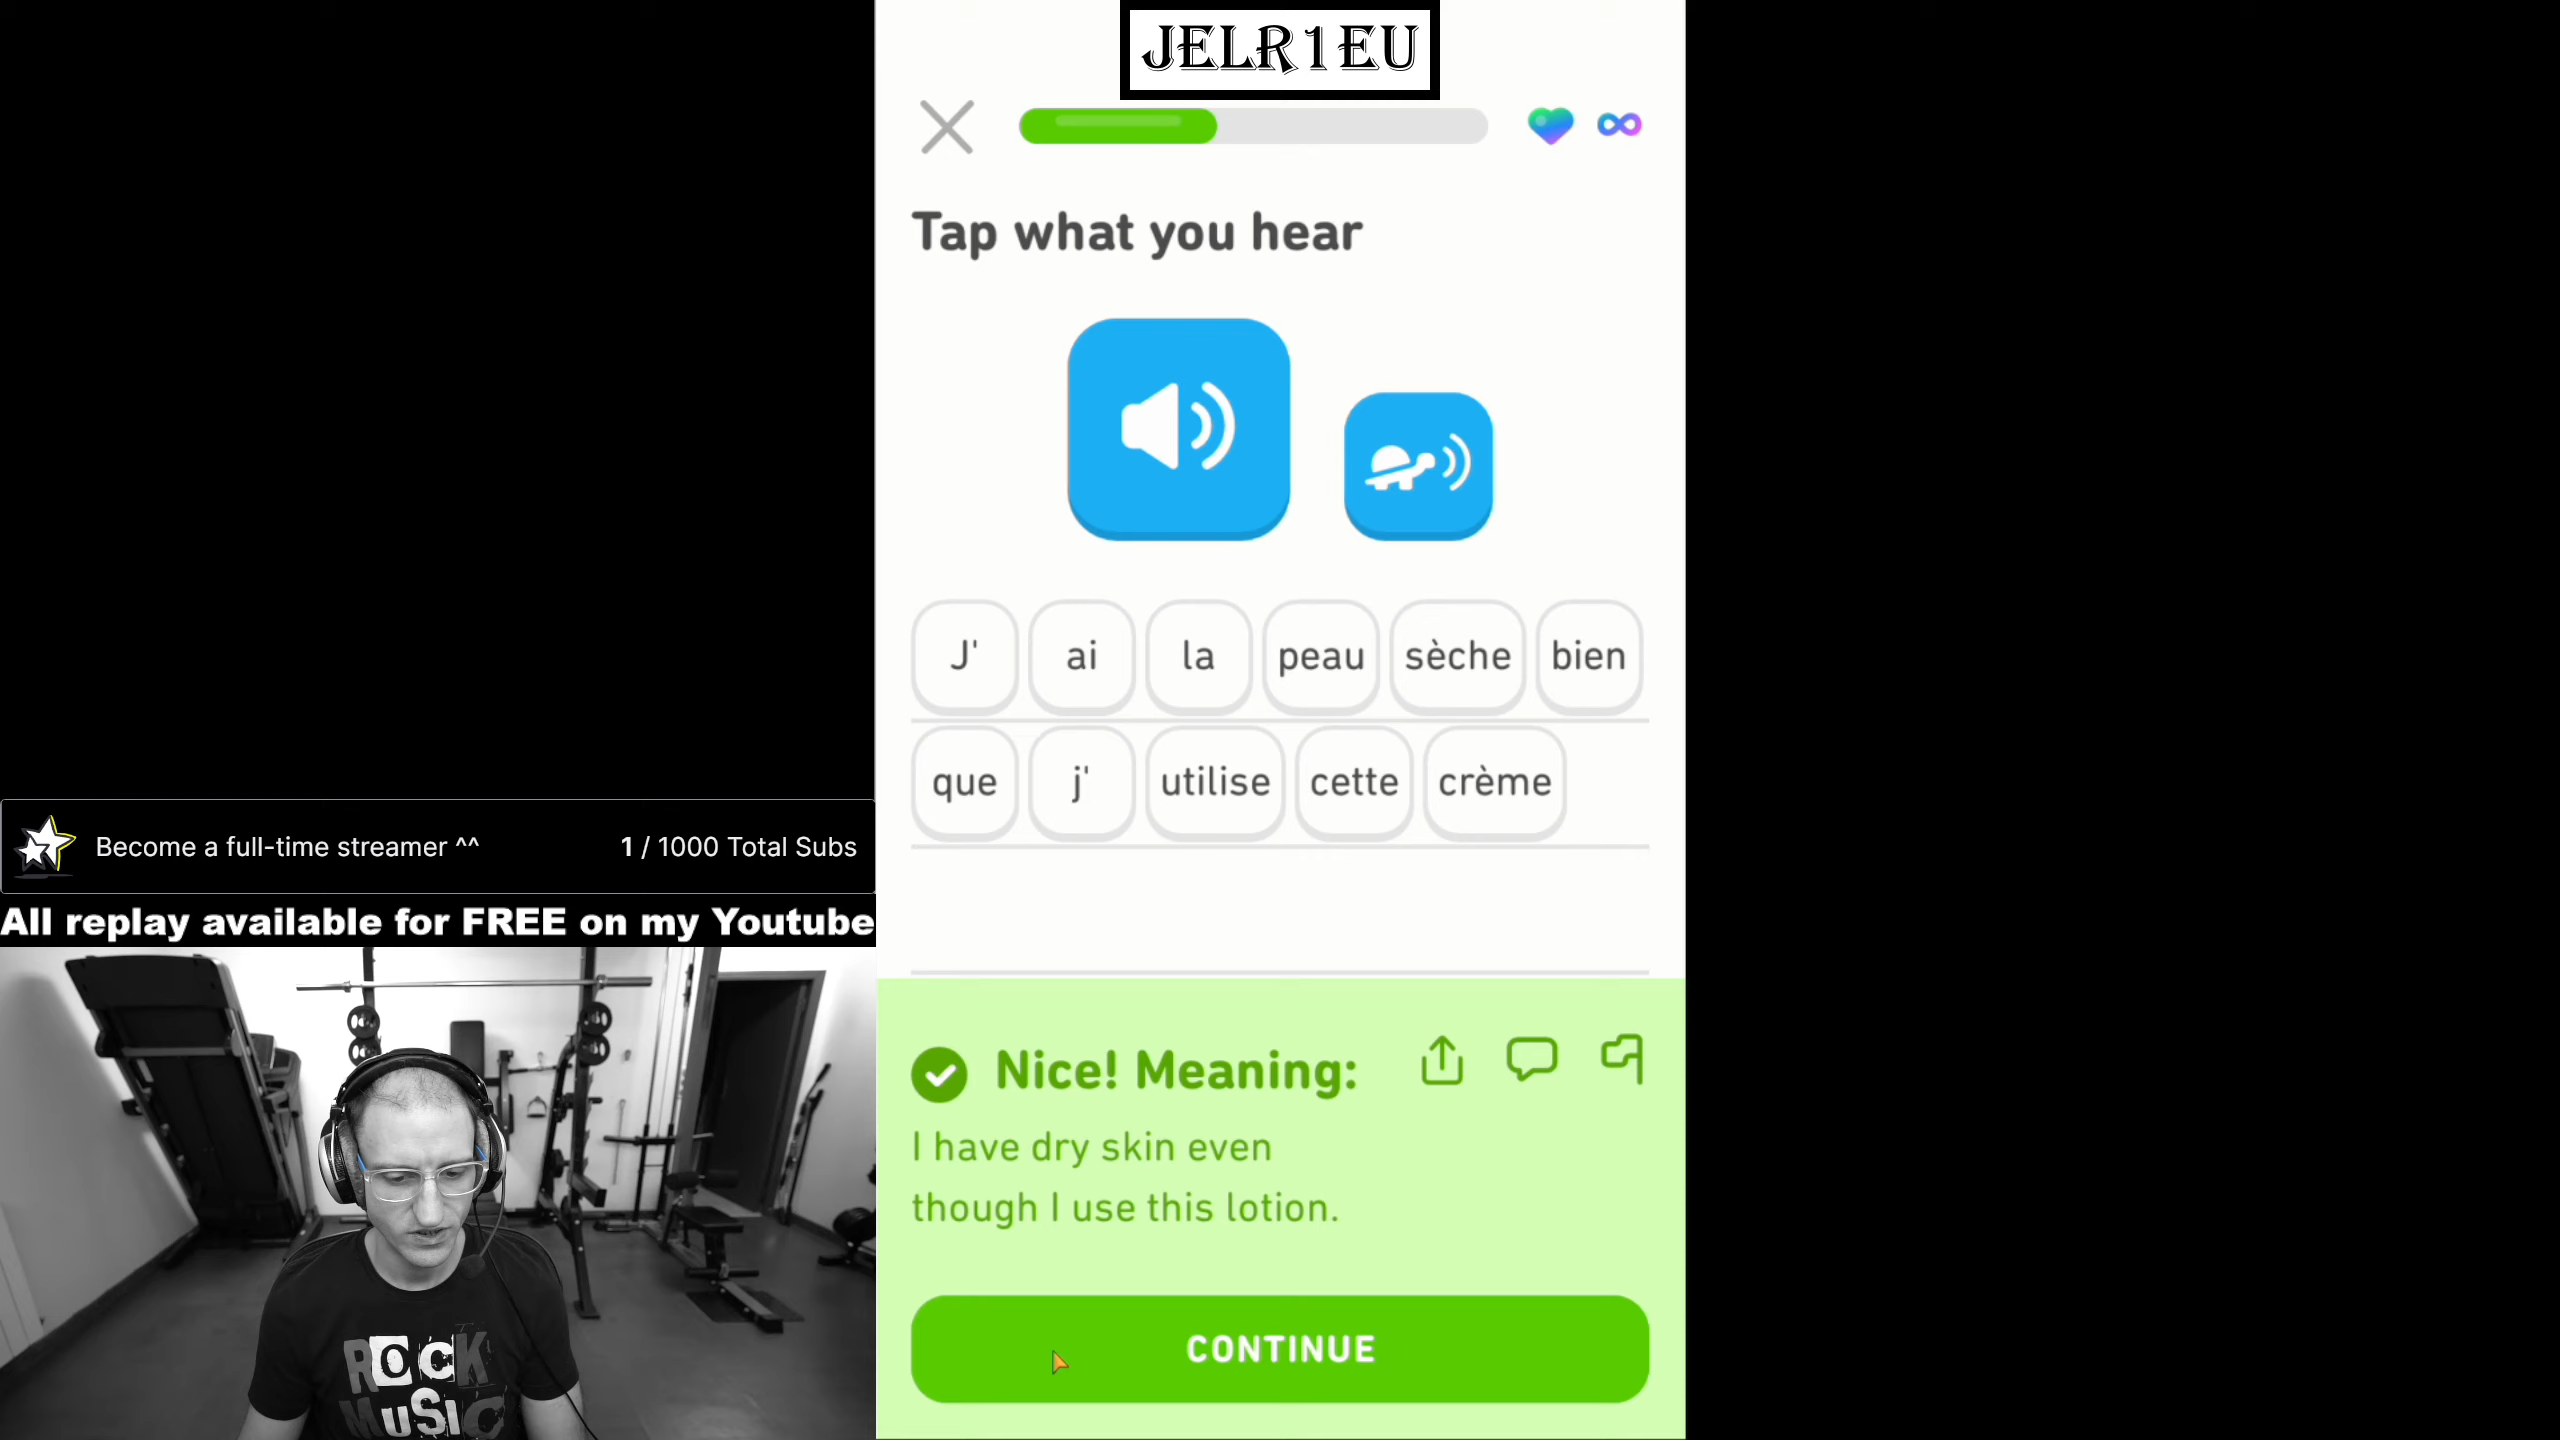 JELR1EU
Tap what you hear
J' ai la peau sèche bien
que j' utilise cette crème
Become a full-time streamer ^^ 1 / 1000 Total Subs
All replay available for FREE on my Youtube
Nice! Meaning:
I have dry skin even
though I use this lotion.
CONTINUE
ROCK
MUSIC